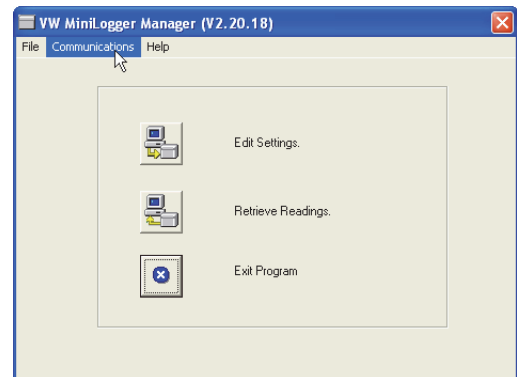 VW MiniLogger Manager (V2.20.18)
File Communications Help
Edit Settings.
Retrieve Readings.
Exit Program